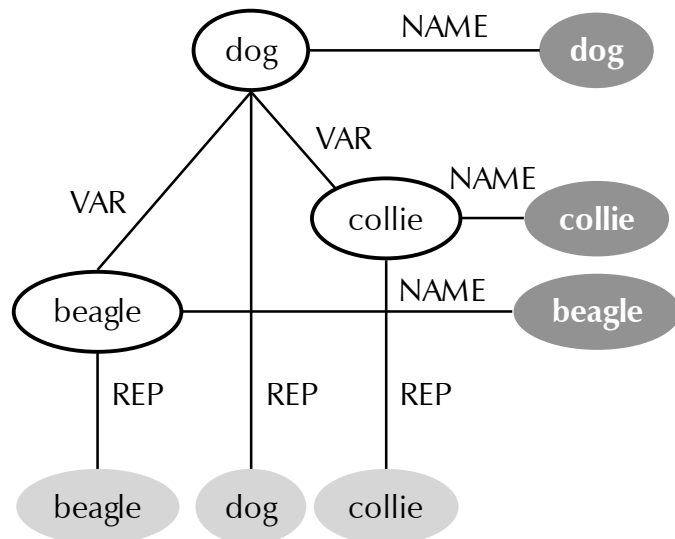 dog NAME dog
VAR VAR
collie NAME collie
beagle NAME beagle
REP REP REP
beagle dog collie